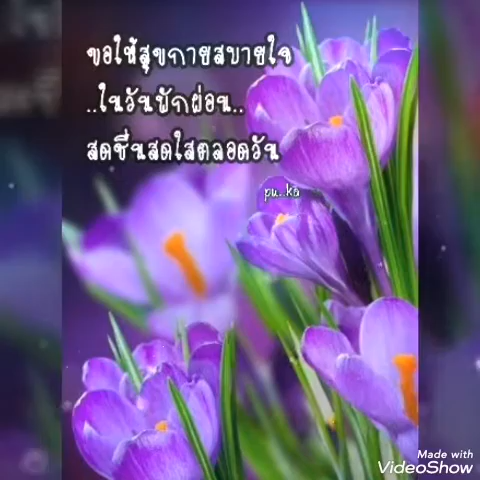 ขอให้สุขกายสบายใจ
..ในวันพักผ่อน..
สดชื่นสดใสตลอดวัน
pu..ka
Made with
VideoShow